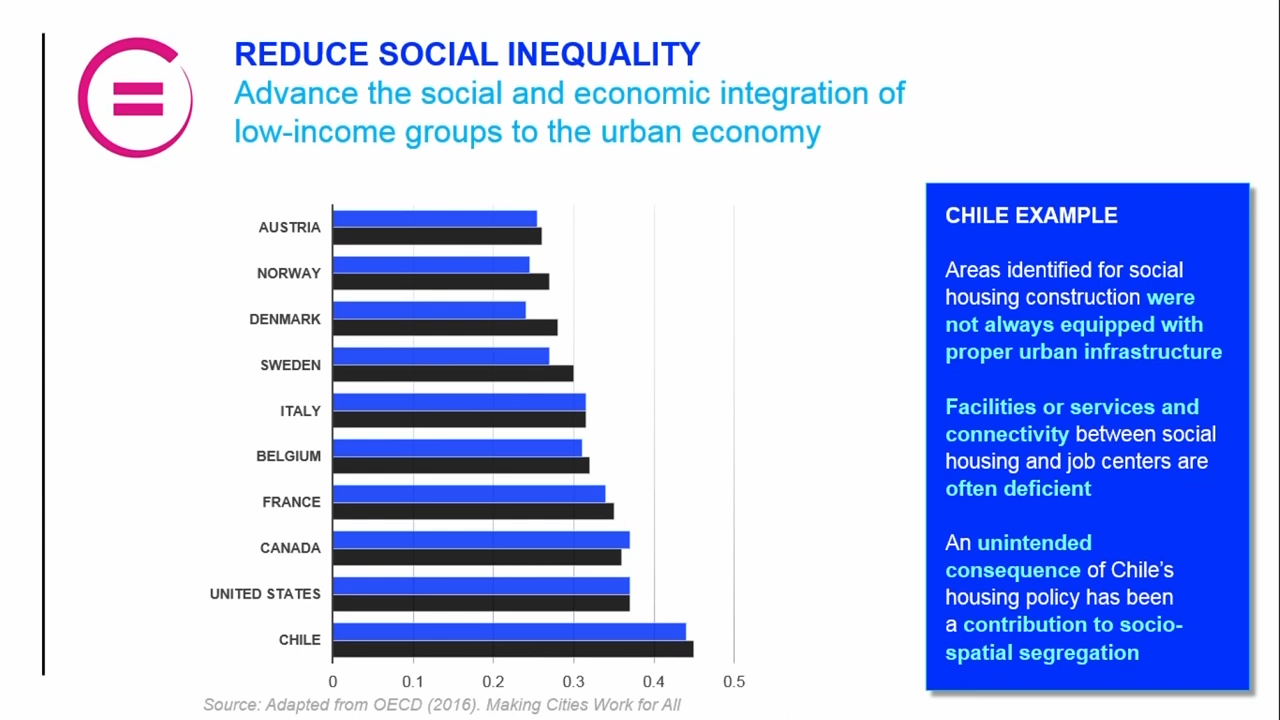 REDUCE SOCIAL INEQUALITY
Advance the social and economic integration of
low-income groups to the urban economy
AUSTRIA
NORWAY
DENMARK
SWEDEN
ITALY
BELGIUM
FRANCE
CANADA
UNITED STATES
CHILE
0 0.1 0.2 0.3 0.4 0.5
Source: Adapted from OECD (2016). Making Cities Work for All
CHILE EXAMPLE
Areas identified for social
housing construction were
not always equipped with
proper urban infrastructure
Facilities or services and
connectivity between social
housing and job centers are
often deficient
An unintended
consequence of Chile’s
housing policy has been
a contribution to socio-
spatial segregation